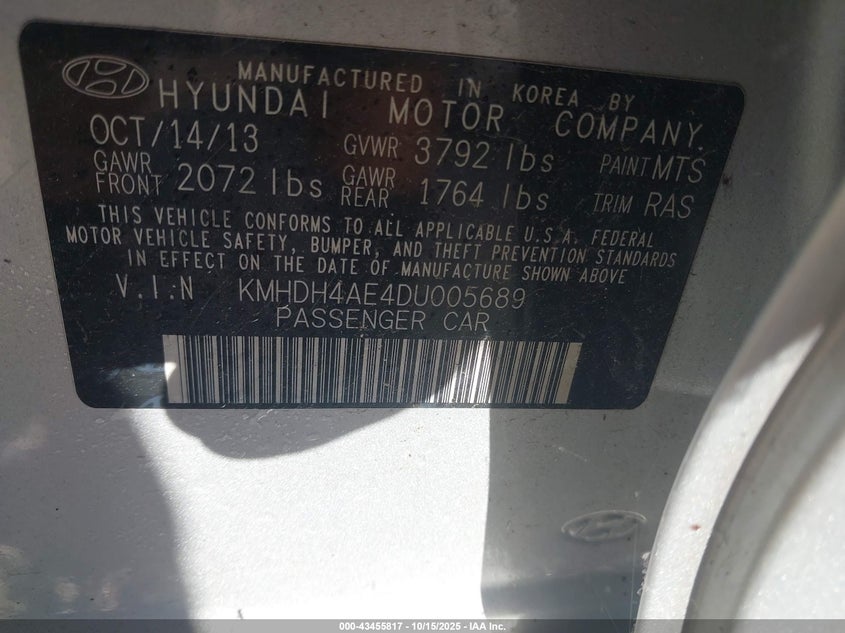 MANUFACTURED IN KOREA BY
HYUNDAI MOTOR COMPANY
OCT/14/13 GVWR 3792 lbs PAINT MTS
GAWR FRONT 2072 lbs GAWR REAR 1764 lbs TRIM RAS
THIS VEHICLE CONFORMS TO ALL APPLICABLE U.S.A. FEDERAL
MOTOR VEHICLE SAFETY, BUMPER, AND THEFT PREVENTION STANDARDS
IN EFFECT ON THE DATE OF MANUFACTURE SHOWN ABOVE
V.I.N KMHDH4AE4DU005689
PASSENGER CAR
000-43455817 - 10/15/2025 - IAA Inc.